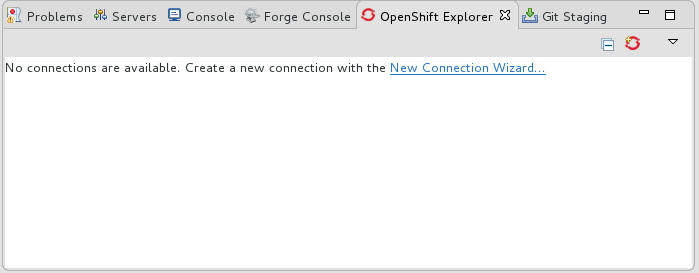 Problems Servers Console Forge Console OpenShift Explorer Git Staging
No connections are available. Create a new connection with the New Connection Wizard...